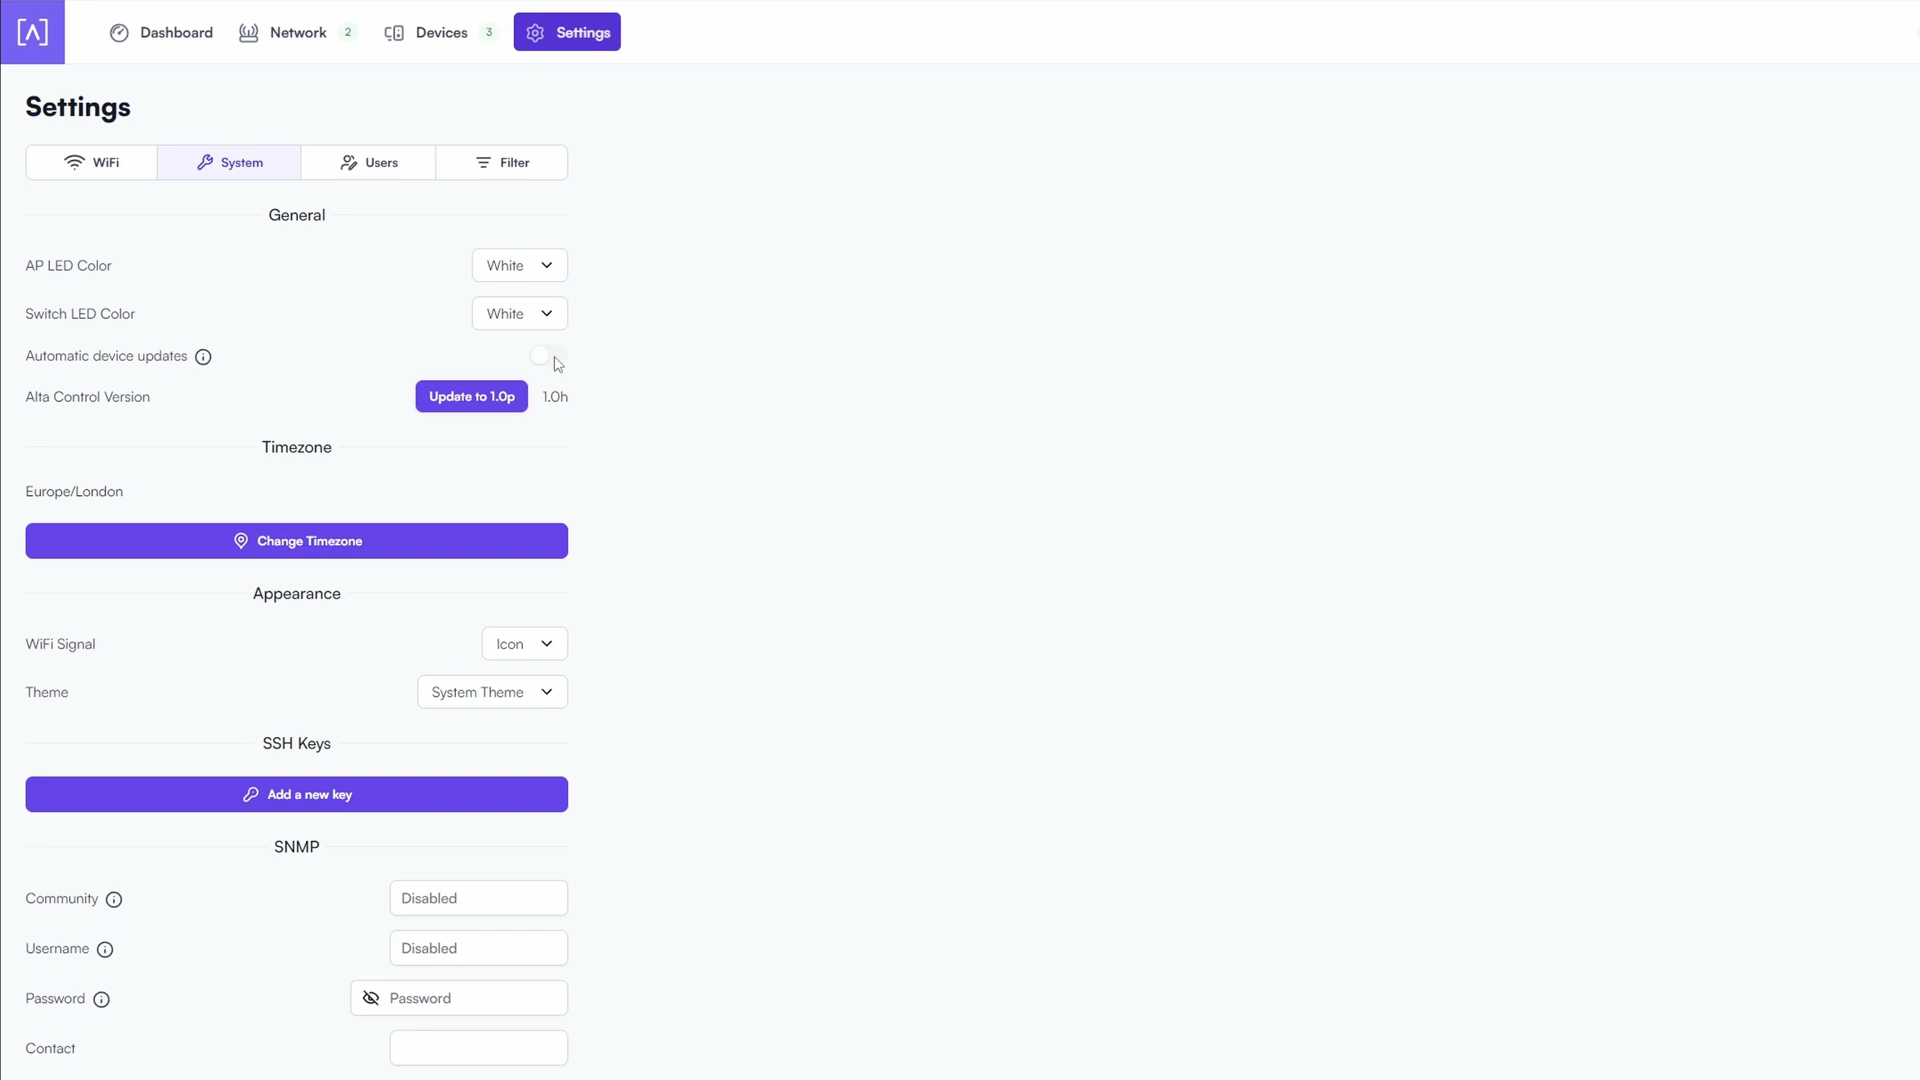 Dashboard
Network 2
Devices 3
Settings
Settings
WiFi
System
Users
Filter
General
AP LED Color White
Switch LED Color White
Automatic device updates
Alta Control Version Update to 1.0p 1.0h
Timezone
Europe/London
Change Timezone
Appearance
WiFi Signal Icon
Theme System Theme
SSH Keys
Add a new key
SNMP
Community Disabled
Username Disabled
Password Password
Contact